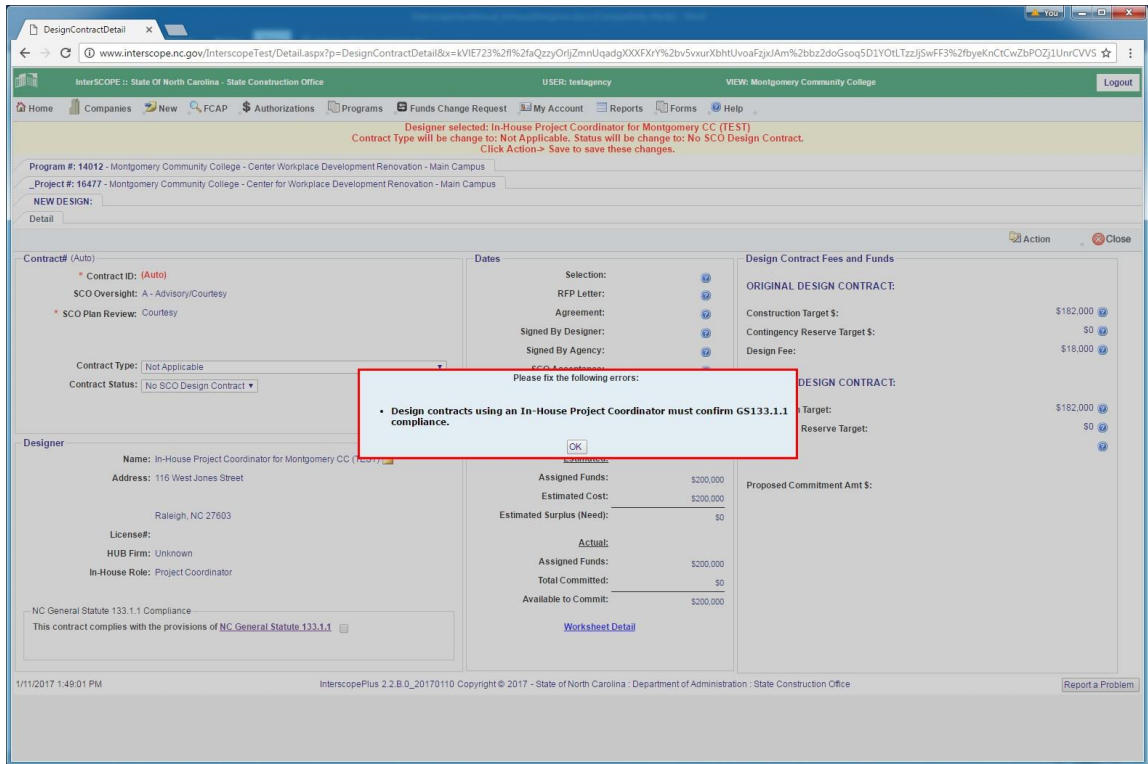 DesignContractDetail
You
www.interscope.nc.gov/InterscopeTest/Detail.aspx?p=DesignContractDetail&x=
InterSCOPE :: State Of North Carolina - State Construction Office
USER: testagency
VIEW: Montgomery Community College
Logout
Home Companies New FCAP Authorizations Programs Funds Change Request My Account Reports Forms Help
Designer selected: In-House Project Coordinator for Montgomery CC (TEST)
Contract Type will be change to: Not Applicable. Status will be change to: No SCO Design Contract.
Click Action-> Save to save these changes.
Program #: 14012 - Montgomery Community College - Center Workplace Development Renovation - Main Campus
_Project #: 16477 - Montgomery Community College - Center for Workplace Development Renovation - Main Campus
NEW DESIGN:
Detail
Action Close
Contract# (Auto)
* Contract ID: (Auto)
SCO Oversight: A - Advisory/Courtesy
* SCO Plan Review: Courtesy
Contract Type: Not Applicable
Contract Status: No SCO Design Contract
Dates
Selection:
RFP Letter:
Agreement:
Signed By Designer:
Signed By Agency:
SCO Acceptance:
Design Contract Fees and Funds
ORIGINAL DESIGN CONTRACT:
Construction Target $: $182,000
Contingency Reserve Target $: $0
Design Fee: $18,000
DESIGN CONTRACT:
Target: $182,000
Reserve Target: $0
Proposed Commitment Amt $:
Please fix the following errors:
• Design contracts using an In-House Project Coordinator must confirm GS133.1.1
compliance.
OK
Designer
Name: In-House Project Coordinator for Montgomery CC (TEST)
Address: 116 West Jones Street
Raleigh, NC 27603
License#:
HUB Firm: Unknown
In-House Role: Project Coordinator
NC General Statute 133.1.1 Compliance
This contract complies with the provisions of NC General Statute 133.1.1
Estimated:
Assigned Funds: $200,000
Estimated Cost: $200,000
Estimated Surplus (Need): $0
Actual:
Assigned Funds: $200,000
Total Committed: $0
Available to Commit: $200,000
Worksheet Detail
1/11/2017 1:49:01 PM
InterscopePlus 2.2.B.0_20170110 Copyright © 2017 - State of North Carolina : Department of Administration : State Construction Office
Report a Problem